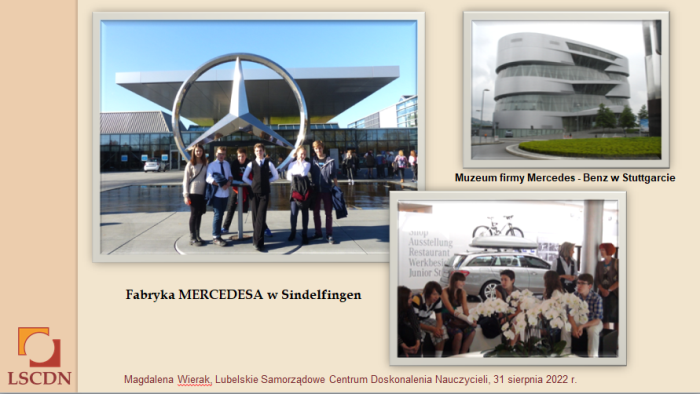 Muzeum firmy Mercedes - Benz w Stuttgarcie
Shop
Ausstellung
Restaurant
Werkbesi
Junior St
Fabryka MERCEDESA w Sindelfingen
LSCDN
Magdalena Wierak, Lubelskie Samorządowe Centrum Doskonalenia Nauczycieli, 31 sierpnia 2022 r.